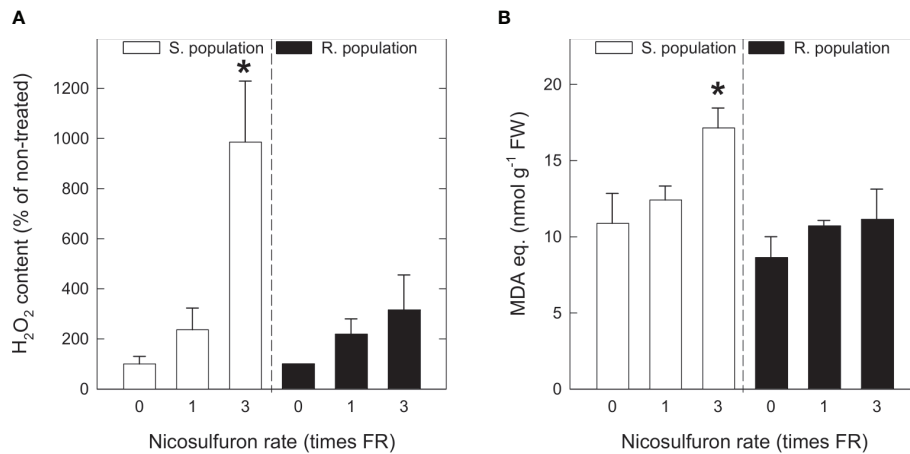 A
S. population R. population
*
H₂O₂ content (% of non-treated)
1200
1000
800
600
400
200
0
0 1 3 0 1 3
Nicosulfuron rate (times FR)
B
S. population R. population
*
MDA eq. (nmol g⁻¹ FW)
20
15
10
5
0
0 1 3 0 1 3
Nicosulfuron rate (times FR)